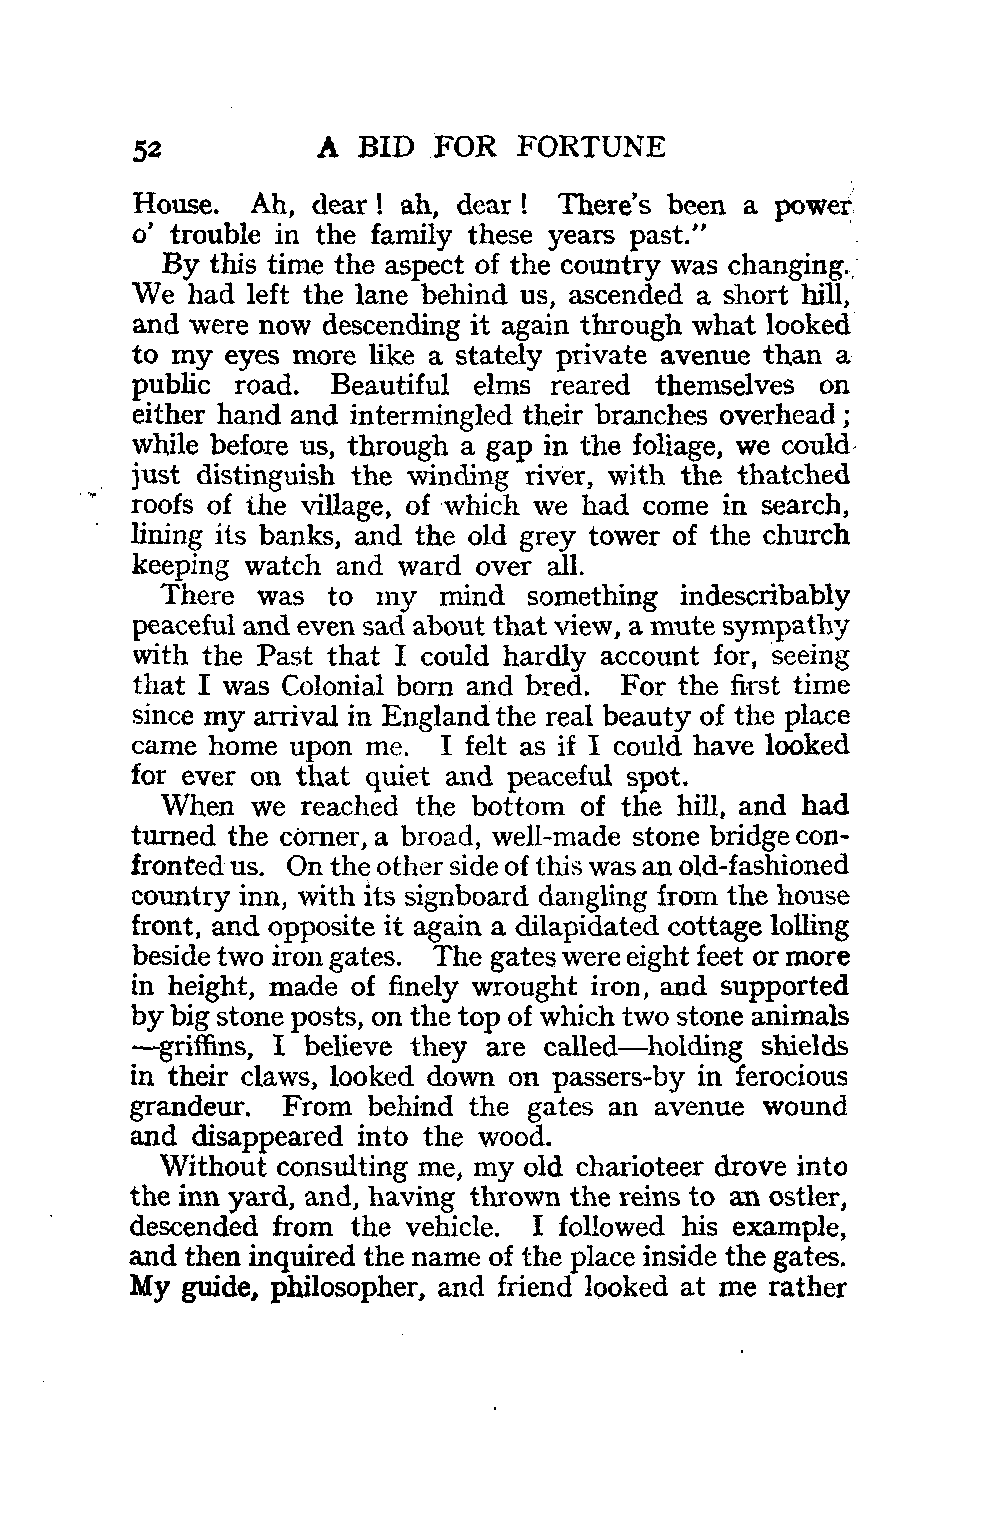 52 A BID FOR FORTUNE
House. Ah, dear! ah, dear! There's been a power
o' trouble in the family these years past."
By this time the aspect of the country was changing.
We had left the lane behind us, ascended a short hill,
and were now descending it again through what looked
to my eyes more like a stately private avenue than a
public road. Beautiful elms reared themselves on
either hand and intermingled their branches overhead;
while before us, through a gap in the foliage, we could
just distinguish the winding river, with the thatched
roofs of the village, of which we had come in search,
lining its banks, and the old grey tower of the church
keeping watch and ward over all.
There was to my mind something indescribably
peaceful and even sad about that view, a mute sympathy
with the Past that I could hardly account for, seeing
that I was Colonial born and bred. For the first time
since my arrival in England the real beauty of the place
came home upon me. I felt as if I could have looked
for ever on that quiet and peaceful spot.
When we reached the bottom of the hill, and had
turned the corner, a broad, well-made stone bridge con-
fronted us. On the other side of this was an old-fashioned
country inn, with its signboard dangling from the house
front, and opposite it again a dilapidated cottage lolling
beside two iron gates. The gates were eight feet or more
in height, made of finely wrought iron, and supported
by big stone posts, on the top of which two stone animals
—griffins, I believe they are called—holding shields
in their claws, looked down on passers-by in ferocious
grandeur. From behind the gates an avenue wound
and disappeared into the wood.
Without consulting me, my old charioteer drove into
the inn yard, and, having thrown the reins to an ostler,
descended from the vehicle. I followed his example,
and then inquired the name of the place inside the gates.
My guide, philosopher, and friend looked at me rather